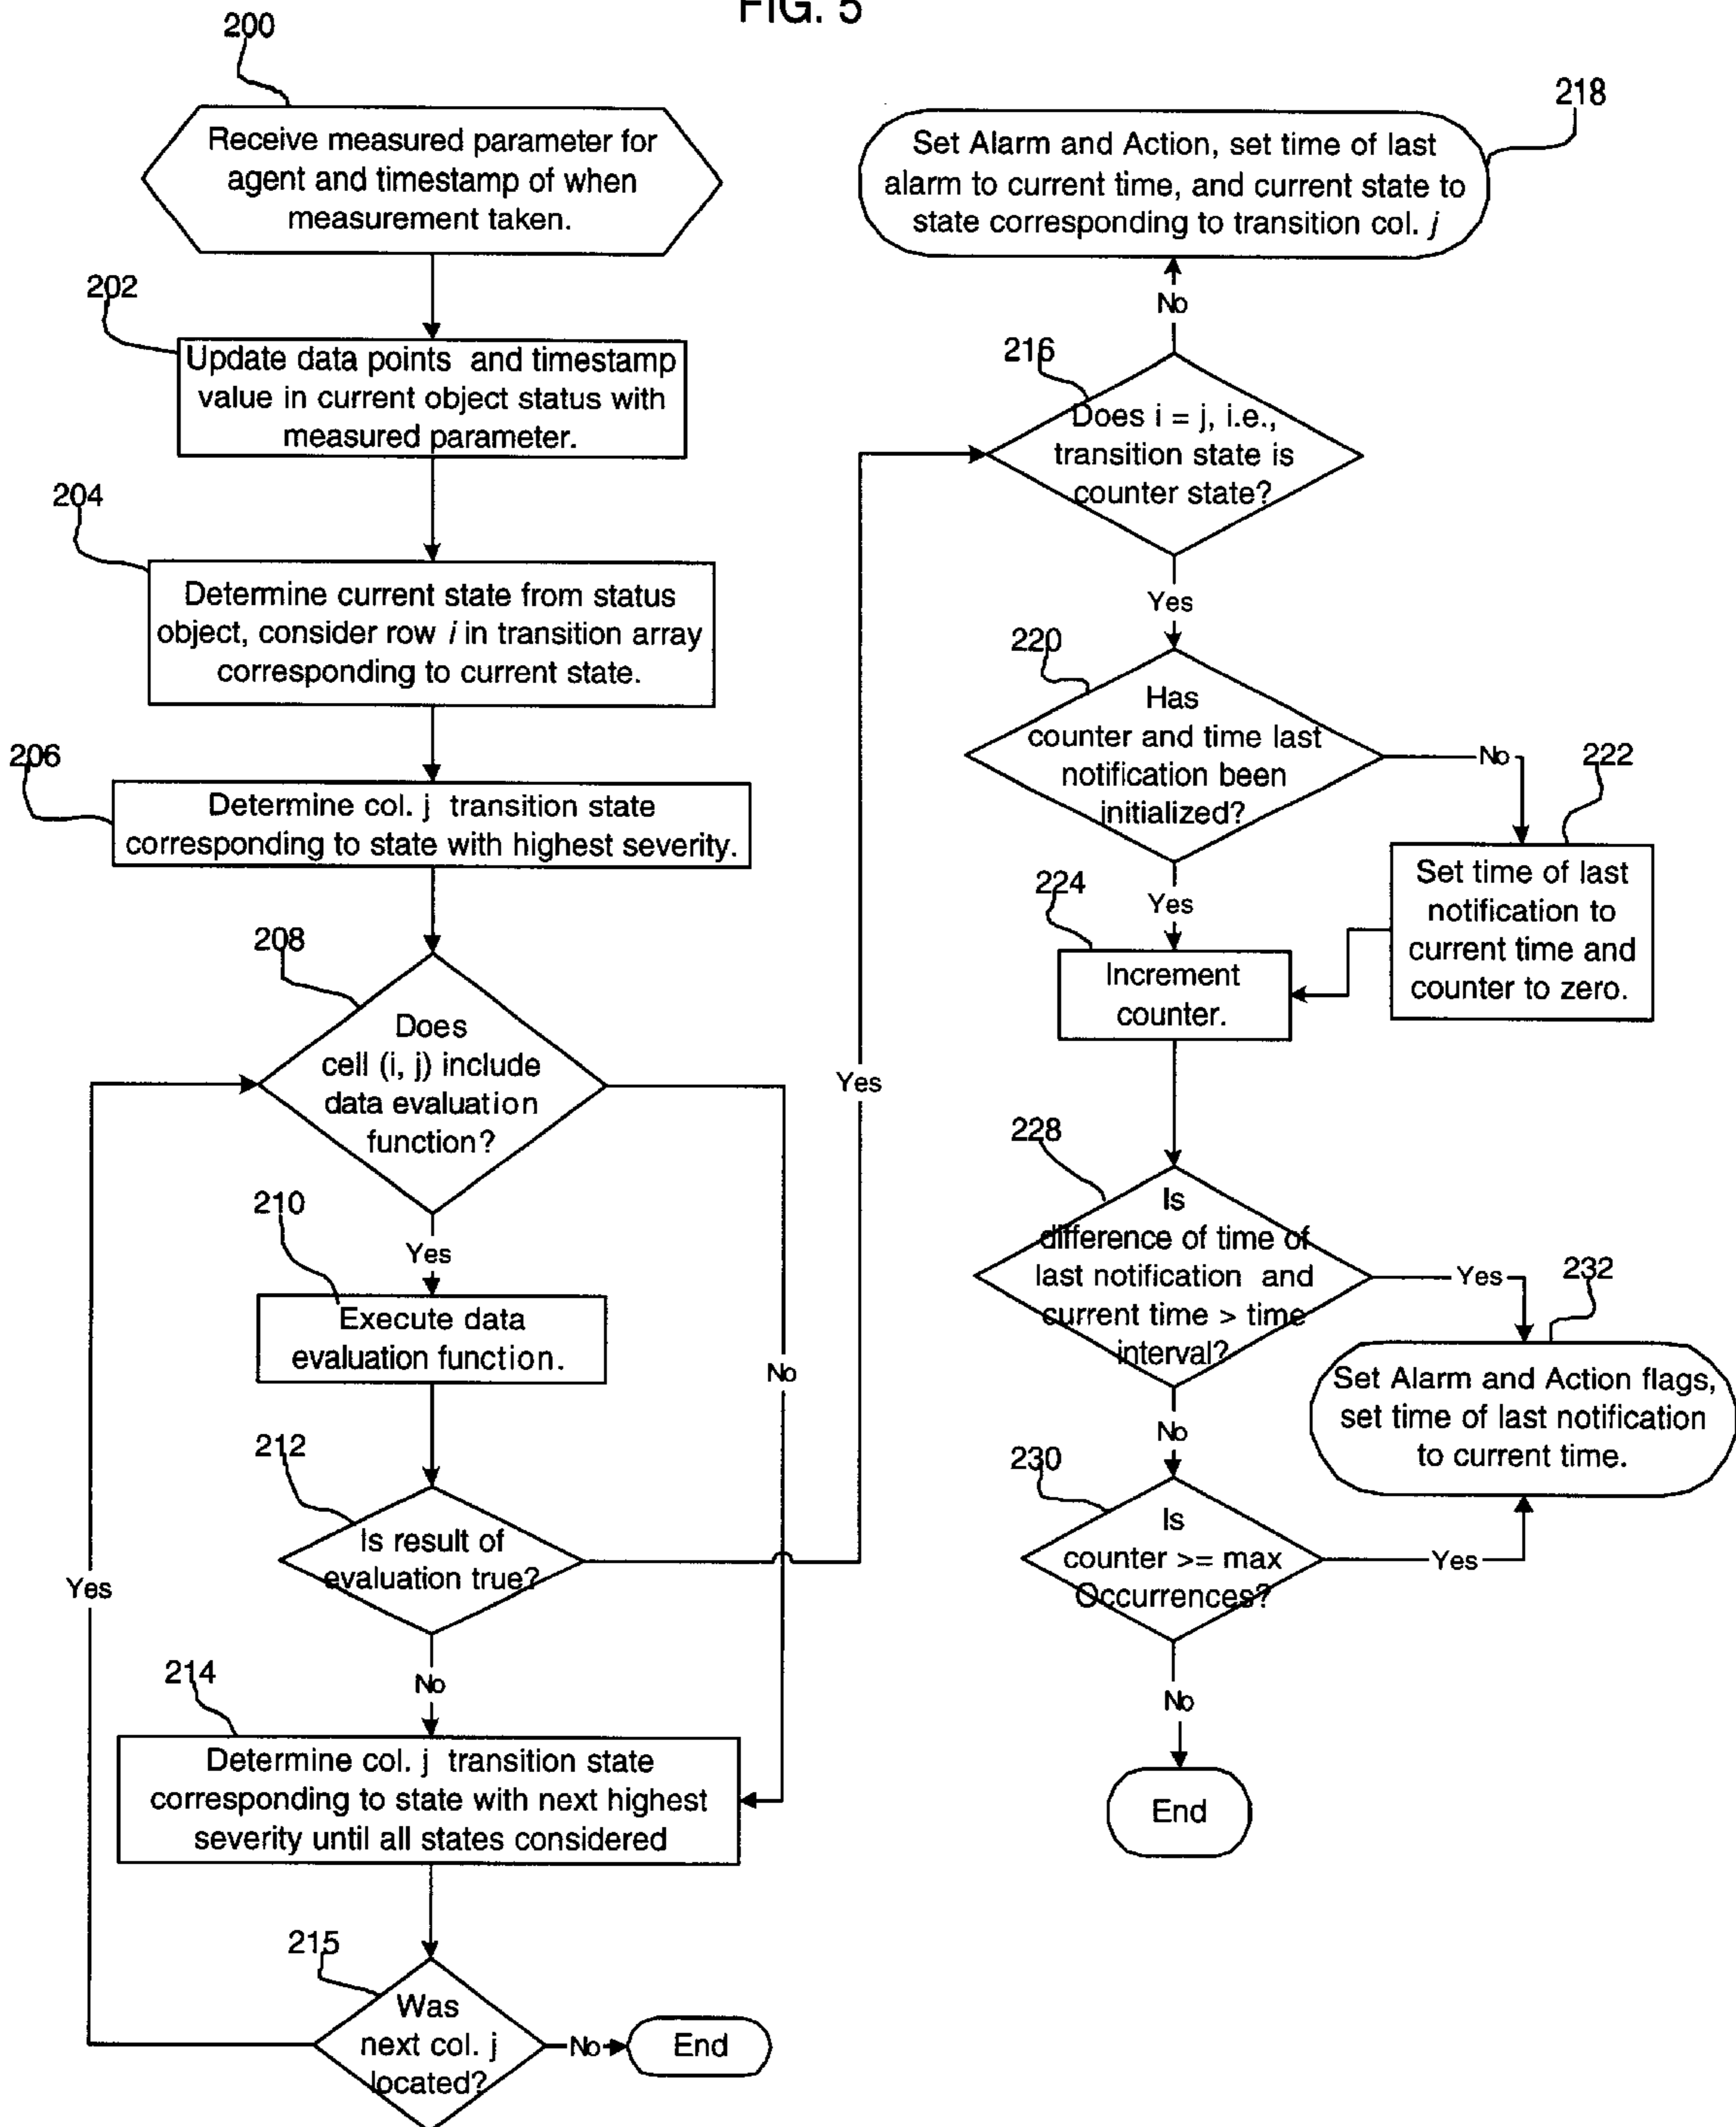 FIG. 5
200
Receive measured parameter for
agent and timestamp of when
measurement taken.
202
Update data points and timestamp
value in current object status with
measured parameter.
204
Determine current state from status
object, consider row i in transition array
corresponding to current state.
206
Determine col. j transition state
corresponding to state with highest severity.
208
Does
cell (i, j) include
data evaluation
function?
Yes
No
210
Execute data
evaluation function.
212
Is result of
evaluation true?
Yes
No
214
Determine col. j transition state
corresponding to state with next highest
severity until all states considered
215
Was
next col. j
located?
Yes
No
End
218
Set Alarm and Action, set time of last
alarm to current time, and current state to
state corresponding to transition col. j
No
216
Does i = j, i.e.,
transition state is
counter state?
Yes
220
Has
counter and time last
notification been
initialized?
No
222
Set time of last
notification to
current time and
counter to zero.
Yes
224
Increment
counter.
228
Is
difference of time of
last notification and
current time > time
interval?
Yes
232
Set Alarm and Action flags,
set time of last notification
to current time.
No
230
Is
counter >= max
Occurrences?
Yes
No
End